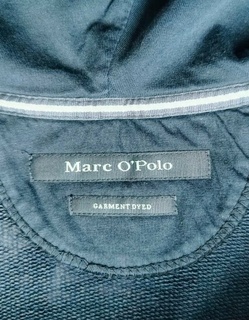 Marc O'Polo
GARMENT DYED